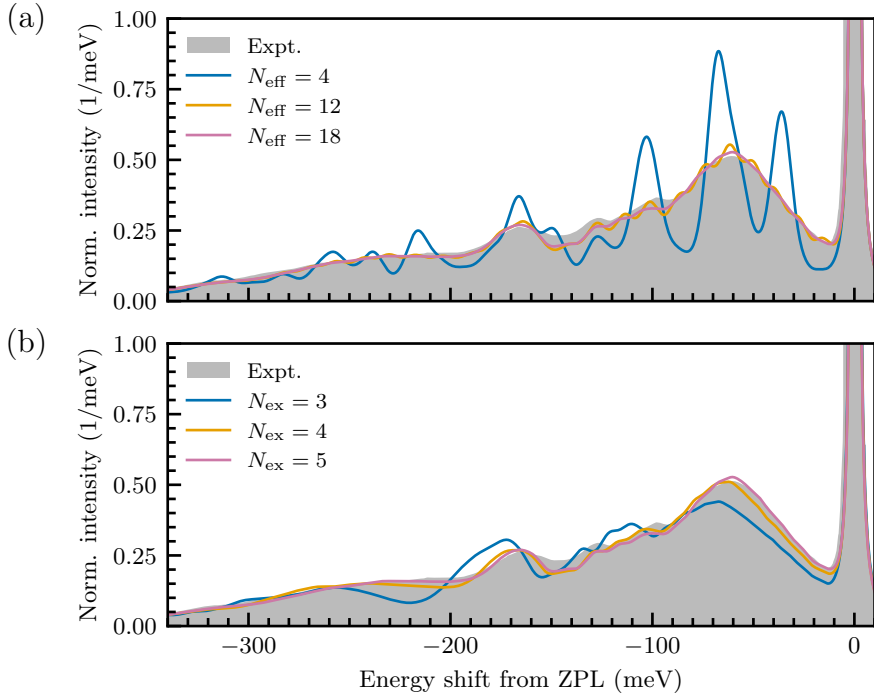 (a)
Norm. intensity (1/meV)
1.00
0.75
0.50
0.25
0.00
Expt.
N_eff = 4
N_eff = 12
N_eff = 18
(b)
Norm. intensity (1/meV)
1.00
0.75
0.50
0.25
0.00
Expt.
N_ex = 3
N_ex = 4
N_ex = 5
−300 −200 −100 0
Energy shift from ZPL (meV)